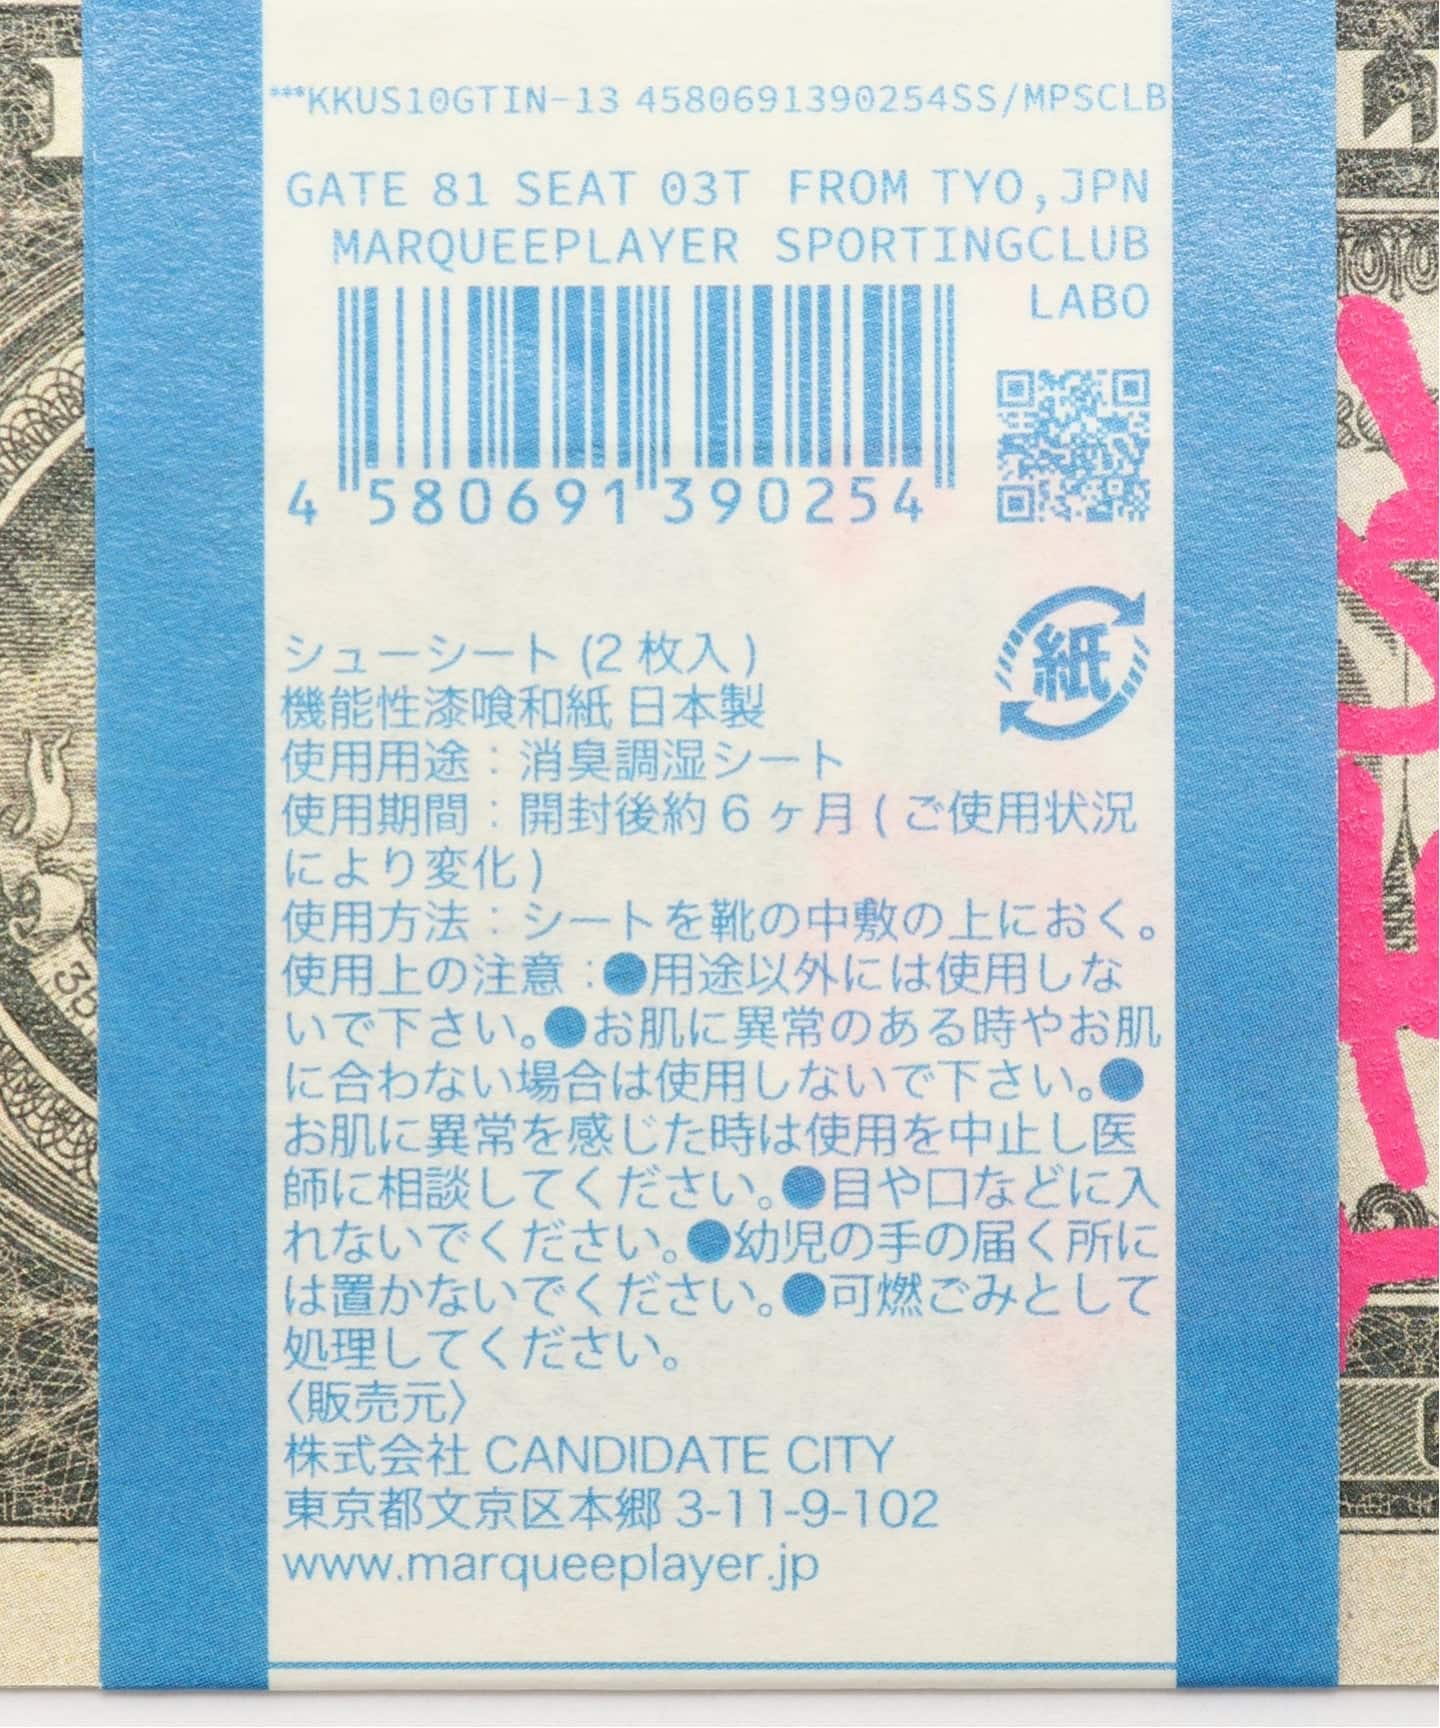 ***KKUS10GTIN-13 4580691390254SS/MPSCLB
GATE 81 SEAT 03T FROM TYO,JPN
MARQUEEPLAYER SPORTINGCLUB
LABO
4 580691 390254
紙
シューシート (2 枚入 )
機能性漆喰和紙 日本製
使用用途：消臭調湿シート
使用期間：開封後約 6 ヶ月 ( ご使用状況
により変化 )
使用方法：シートを靴の中敷の上におく。
使用上の注意：●用途以外には使用しな
いで下さい。●お肌に異常のある時やお肌
に合わない場合は使用しないで下さい。●
お肌に異常を感じた時は使用を中止し医
師に相談してください。●目や口などに入
れないでください。●幼児の手の届く所に
は置かないでください。●可燃ごみとして
処理してください。
〈販売元〉
株式会社 CANDIDATE CITY
東京都文京区本郷 3-11-9-102
www.marqueeplayer.jp